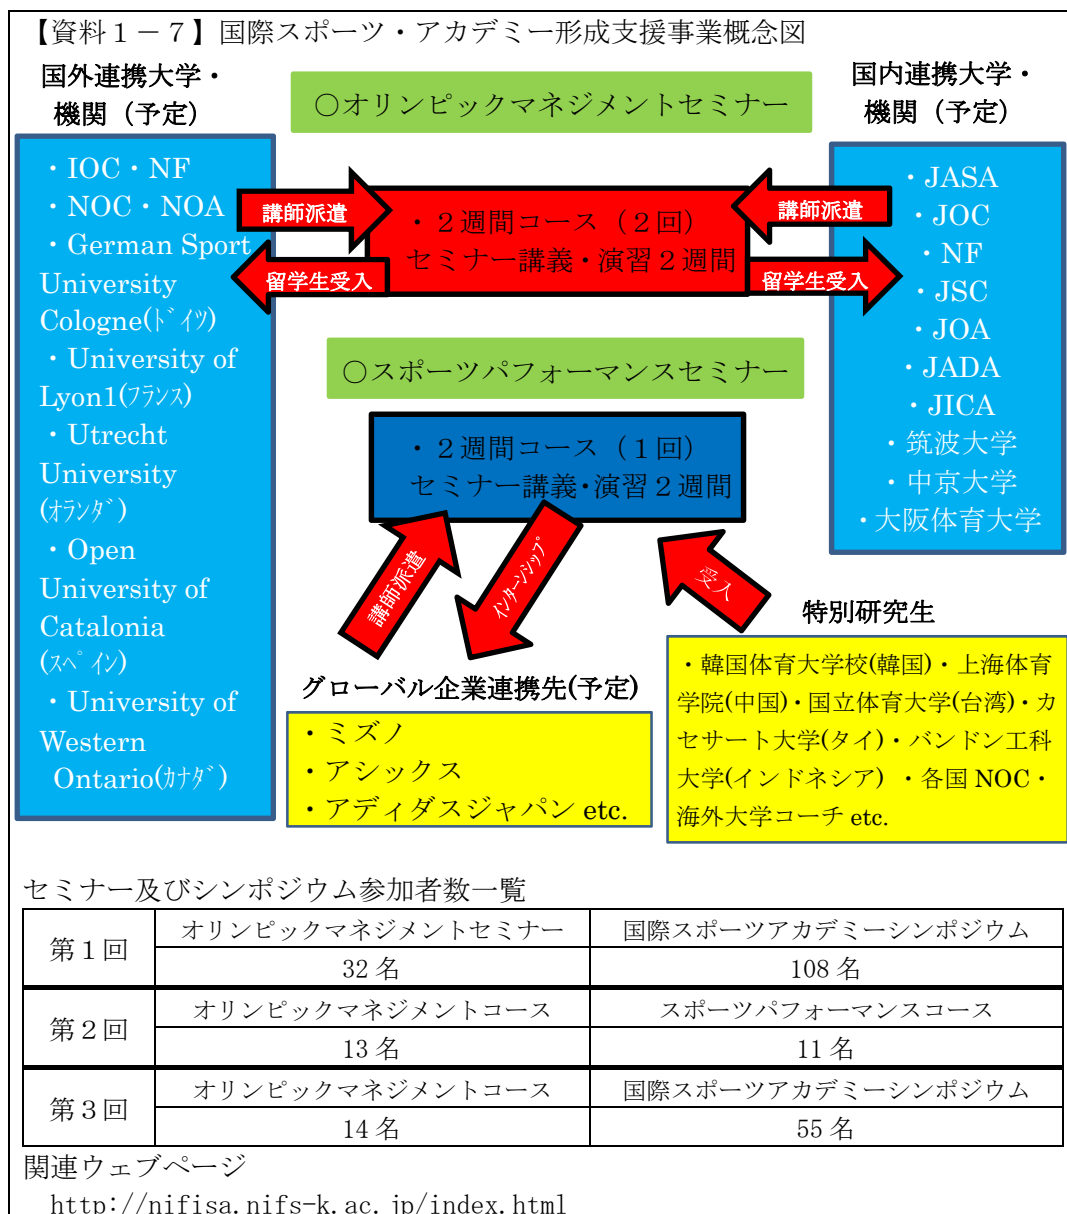 【資料１－７】国際スポーツ・アカデミー形成支援事業概念図
国外連携大学・
機関（予定）
○オリンピックマネジメントセミナー
国内連携大学・
機関（予定）
・IOC・NF
・NOC・NOA
・German Sport
University
Cologne(ﾄﾞｲﾂ)
・University of
Lyon1(ﾌﾗﾝｽ)
・Utrecht
University
(ｵﾗﾝﾀﾞ)
・Open
University of
Catalonia
(ｽﾍﾟｲﾝ)
・University of
Western
Ontario(ｶﾅﾀﾞ)
講師派遣
留学生受入
・２週間コース（２回）
セミナー講義・演習２週間
講師派遣
留学生受入
・JASA
・JOC
・NF
・JSC
・JOA
・JADA
・JICA
・筑波大学
・中京大学
・大阪体育大学
○スポーツパフォーマンスセミナー
・２週間コース（１回）
セミナー講義・演習２週間
講師派遣
ｲﾝﾀｰﾝｼｯﾌﾟ
受入
グローバル企業連携先(予定)
・ミズノ
・アシックス
・アディダスジャパン etc.
特別研究生
・韓国体育大学校(韓国)・上海体育
学院(中国)・国立体育大学(台湾)・カ
セサート大学(タイ)・バンドン工科
大学(インドネシア) ・各国 NOC・
海外大学コーチ etc.
セミナー及びシンポジウム参加者数一覧
第１回
オリンピックマネジメントセミナー 国際スポーツアカデミーシンポジウム
32 名 108 名
第２回
オリンピックマネジメントコース スポーツパフォーマンスコース
13 名 11 名
第３回
オリンピックマネジメントコース 国際スポーツアカデミーシンポジウム
14 名 55 名
関連ウェブページ
http://nifisa.nifs-k.ac.jp/index.html